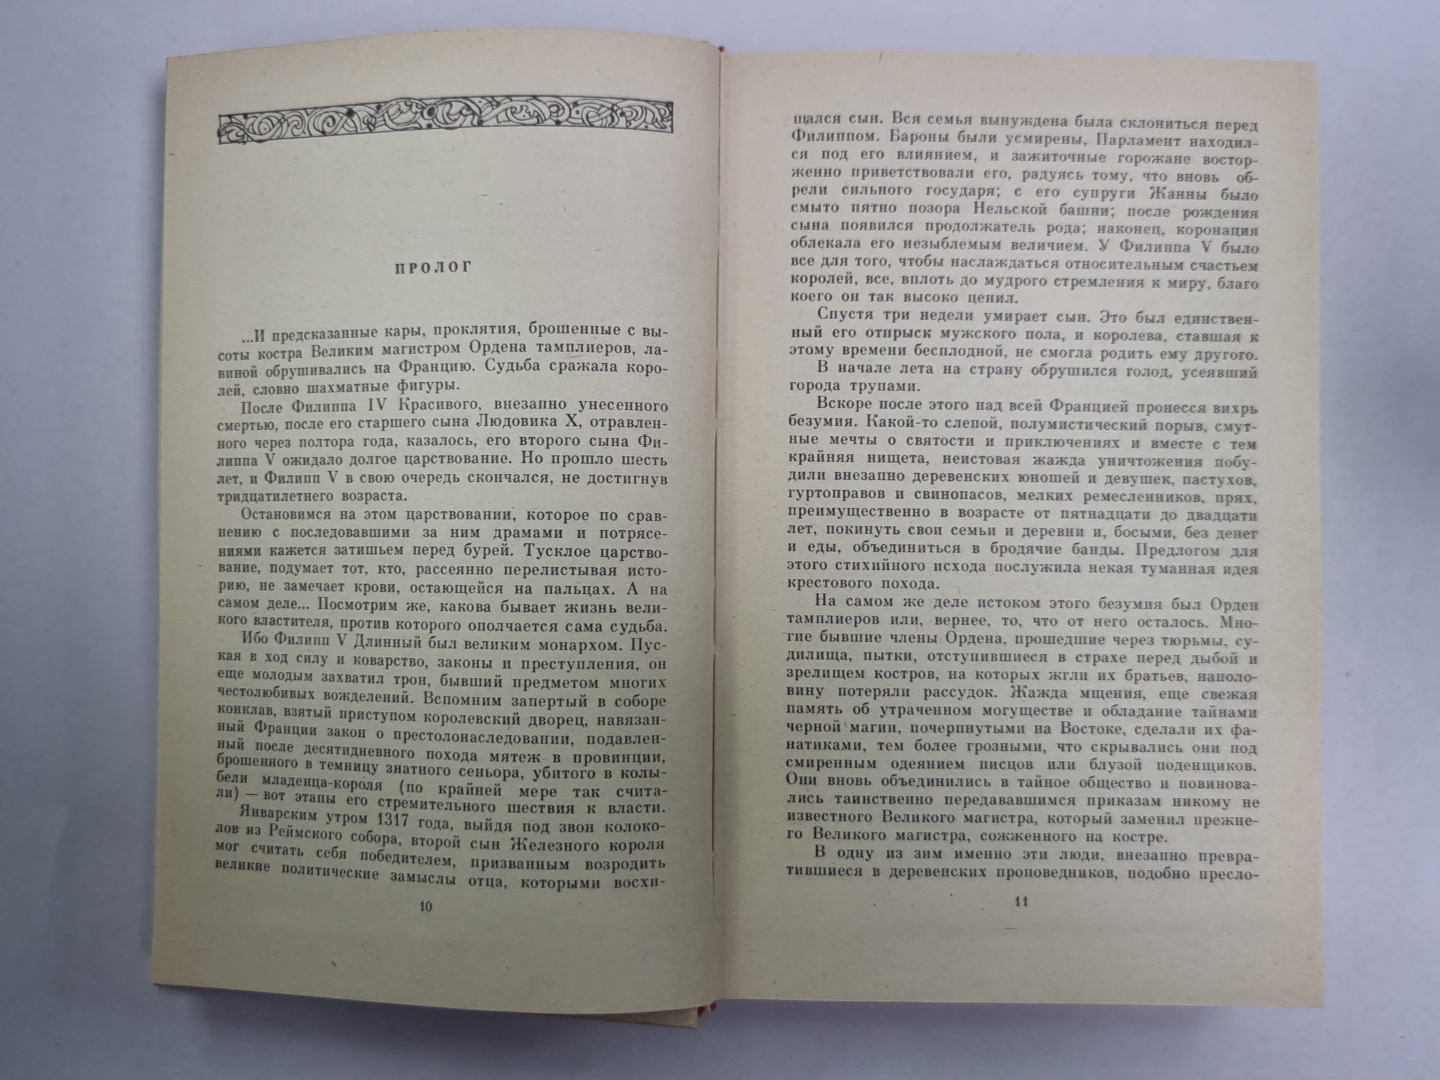 ПРОЛОГ
...И предсказанные кары, проклятия, брошенные с вы-
соты костра Великим магистром Ордена тамплиеров, ла-
виной обрушивались на Францию. Судьба сражала коро-
лей, словно шахматные фигуры.
После Филиппа IV Красивого, внезапно унесенного
смертью, после его старшего сына Людовика X, отравлен-
ного через полтора года, казалось, его второго сына Фи-
липпа V ожидало долгое царствование. Но прошло шесть
лет, и Филипп V в свою очередь скончался, не достигнув
тридцатилетнего возраста.
Остановимся на этом царствовании, которое по срав-
нению с последовавшими за ним драмами и потрясе-
ниями кажется затишьем перед бурей. Тусклое царство-
вание, подумает тот, кто, рассеянно перелистывая исто-
рию, не замечает крови, остающейся на пальцах. А на
самом деле... Посмотрим же, какова бывает жизнь вели-
кого властителя, против которого ополчается сама судьба.
Ибо Филипп V Длинный был великим монархом. Пус-
кая в ход силу и коварство, законы и преступления, он
еще молодым захватил трон, бывший предметом многих
честолюбивых вожделений. Вспомним запертый в соборе
конклав, взятый приступом королевский дворец, навязан-
ный Франции закон о престолонаследовании, подавлен-
ный после десятидневного похода мятеж в провинции,
брошенного в темницу знатного сеньора, убитого в колы-
бели младенца-короля (по крайней мере так счита-
ли) — вот этапы его стремительного шествия к власти.
Январским утром 1317 года, выйдя под звон колоко-
лов из Реймского собора, второй сын Железного короля
мог считать себя победителем, призванным возродить
великие политические замыслы отца, которыми восхи-
10
щался сын. Вся семья вынуждена была склониться перед
Филиппом. Бароны были усмирены, Парламент находил-
ся под его влиянием, и зажиточные горожане востор-
женно приветствовали его, радуясь тому, что вновь об-
рели сильного государя; с его супруги Жанны было
смыто пятно позора Нельской башни; после рождения
сына появился продолжатель рода; наконец, коронация
облекала его незыблемым величием. У Филиппа V было
все для того, чтобы наслаждаться относительным счастьем
королей, все, вплоть до мудрого стремления к миру, благо
коего он так высоко ценил.
Спустя три недели умирает сын. Это был единствен-
ный его отпрыск мужского пола, и королева, ставшая к
этому времени бесплодной, не смогла родить ему другого.
В начале лета на страну обрушился голод, усеявший
города трупами.
Вскоре после этого над всей Францией пронесся вихрь
безумия. Какой-то слепой, полумистический порыв, смут-
ные мечты о святости и приключениях и вместе с тем
крайняя нищета, неистовая жажда уничтожения побу-
дили внезапно деревенских юношей и девушек, пастухов,
гуртоправов и свинопасов, мелких ремесленников, прях,
преимущественно в возрасте от пятнадцати до двадцати
лет, покинуть свои семьи и деревни и, босыми, без денег
и еды, объединиться в бродячие банды. Предлогом для
этого стихийного исхода послужила некая туманная идея
крестового похода.
На самом же деле истоком этого безумия был Орден
тамплиеров или, вернее, то, что от него осталось. Мно-
гие бывшие члены Ордена, прошедшие через тюрьмы, су-
дилища, пытки, отступившиеся в страхе перед дыбой и
зрелищем костров, на которых жгли их братьев, наполо-
вину потеряли рассудок. Жажда мщения, еще свежая
память об утраченном могуществе и обладание тайнами
черной магии, почерпнутыми на Востоке, сделали их фа-
натиками, тем более грозными, что скрывались они под
смиренным одеянием писцов или блузой поденщиков.
Они вновь объединились в тайное общество и повинова-
лись таинственно передававшимся приказам никому не
известного Великого магистра, который заменил прежне-
го Великого магистра, сожженного на костре.
В одну из зим именно эти люди, внезапно превра-
тившиеся в деревенских проповедников, подобно пресло-
11